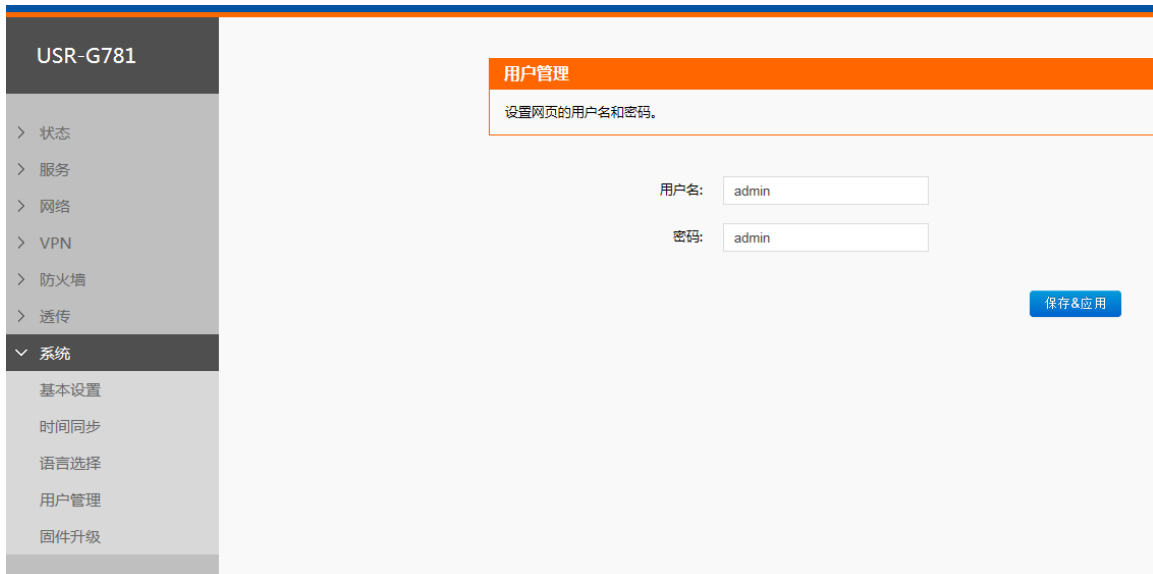 USR-G781
状态
服务
网络
VPN
防火墙
透传
系统
基本设置
时间同步
语言选择
用户管理
固件升级
用户管理
设置网页的用户名和密码。
用户名: admin
密码: admin
保存&应用